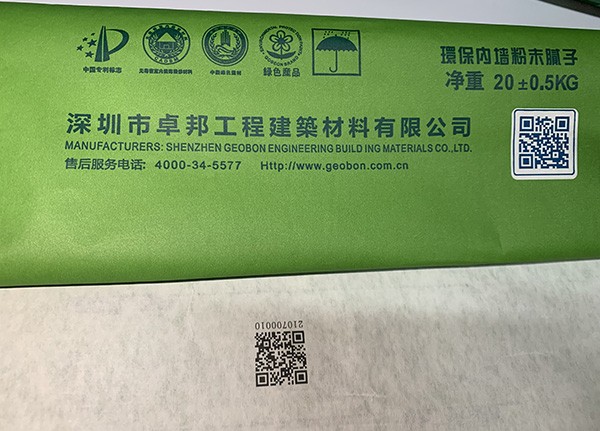 環保内墙粉末腻子
净重 20±0.5KG
中国专利标志
绿色産品
深圳市卓邦工程建築材料有限公司
MANUFACTURERS: SHENZHEN GEOBON ENGINEERING BUILD ING MATERIALS CO.,LTD.
售后服务电话: 4000-34-5577 Http://www.geobon.com.cn
2107000010